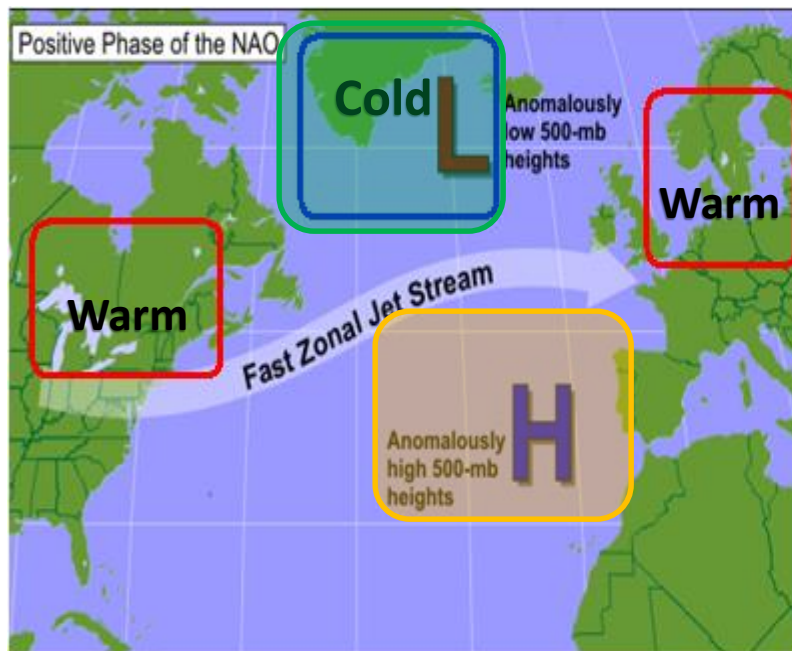 Positive Phase of the NAO
Cold
L
Anomalously
low 500-mb
heights
Warm
Warm
Fast Zonal Jet Stream
H
Anomalously
high 500-mb
heights